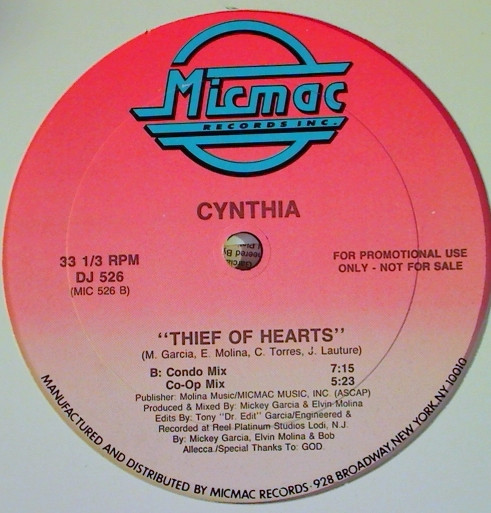 Micmac
RECORDS INC.
CYNTHIA
33 1/3 RPM
DJ 526
(MIC 526 B)
FOR PROMOTIONAL USE
ONLY - NOT FOR SALE
"THIEF OF HEARTS"
(M. Garcia, E. Molina, C. Torres, J. Lauture)
B: Condo Mix 7:15
Co-Op Mix 5:23
Publisher: Molina Music/MICMAC MUSIC, INC. (ASCAP)
Produced & Mixed By: Mickey Garcia & Elvin Molina
Edits By: Tony "Dr. Edit" Garcia/Engineered &
Recorded at Reel Platinum Studios Lodi, N.J.
By: Mickey Garcia, Elvin Molina & Bob
Allecca./Special Thanks To: GOD.
MANUFACTURED AND DISTRIBUTED BY MICMAC RECORDS · 928 BROADWAY, NEW YORK, NY. 10010